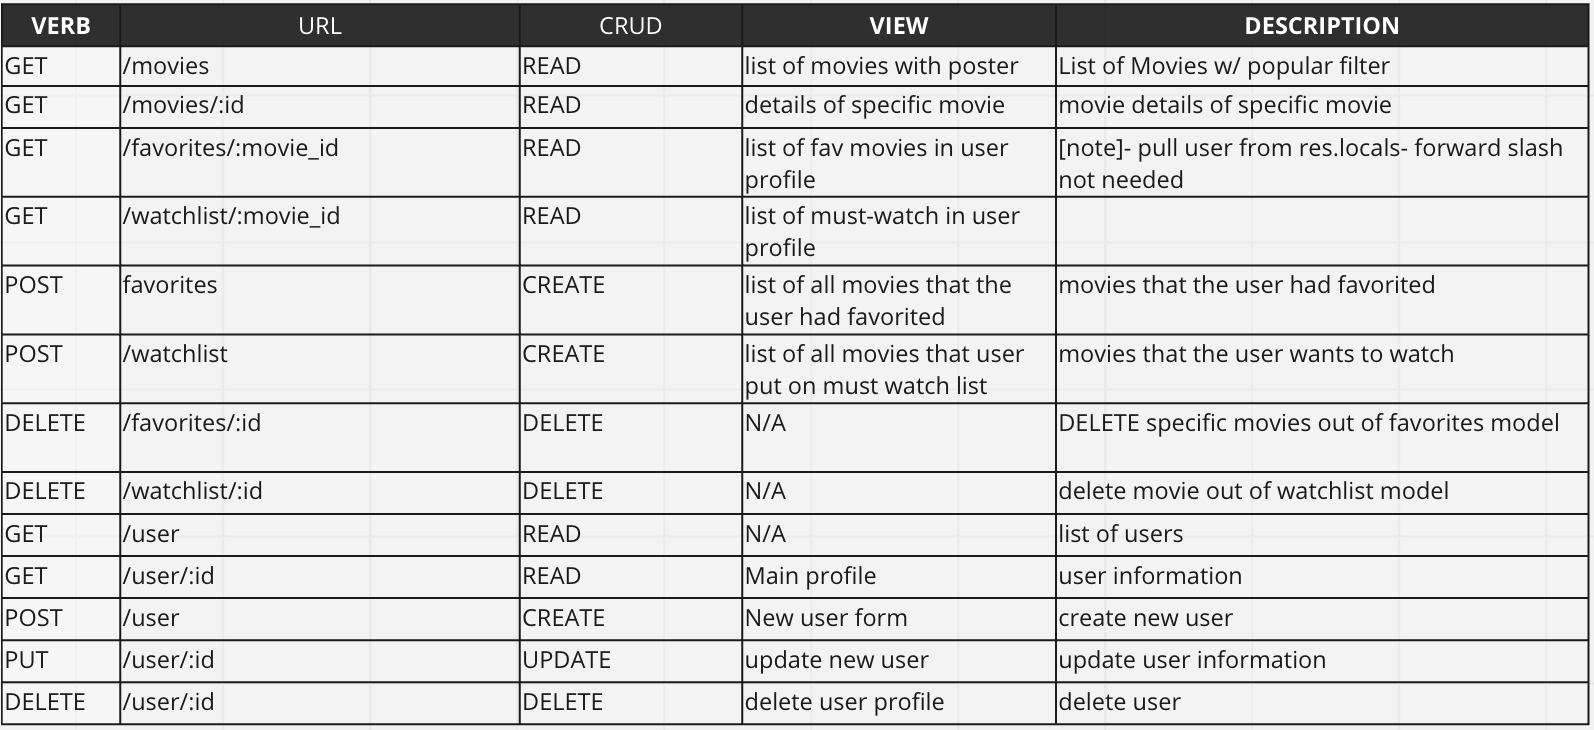 VERB URL CRUD VIEW DESCRIPTION
GET /movies READ list of movies with poster List of Movies w/ popular filter
GET /movies/:id READ details of specific movie movie details of specific movie
GET /favorites/:movie_id READ list of fav movies in user [note]- pull user from res.locals- forward slash
profile not needed
GET /watchlist/:movie_id READ list of must-watch in user
profile
POST favorites CREATE list of all movies that the movies that the user had favorited
user had favorited
POST /watchlist CREATE list of all movies that user movies that the user wants to watch
put on must watch list
DELETE /favorites/:id DELETE N/A DELETE specific movies out of favorites model
DELETE /watchlist/:id DELETE N/A delete movie out of watchlist model
GET /user READ N/A list of users
GET /user/:id READ Main profile user information
POST /user CREATE New user form create new user
PUT /user/:id UPDATE update new user update user information
DELETE /user/:id DELETE delete user profile delete user